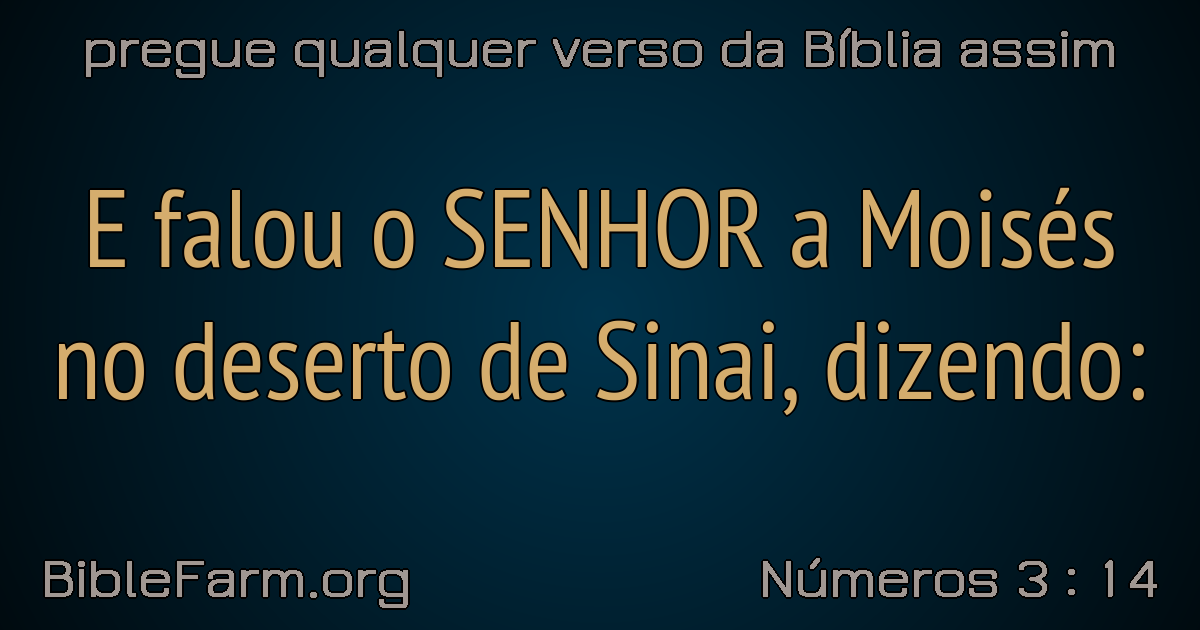 pregue qualquer verso da Bíblia assim
E falou o SENHOR a Moisés
no deserto de Sinai, dizendo:
BibleFarm.org
Números 3 : 14